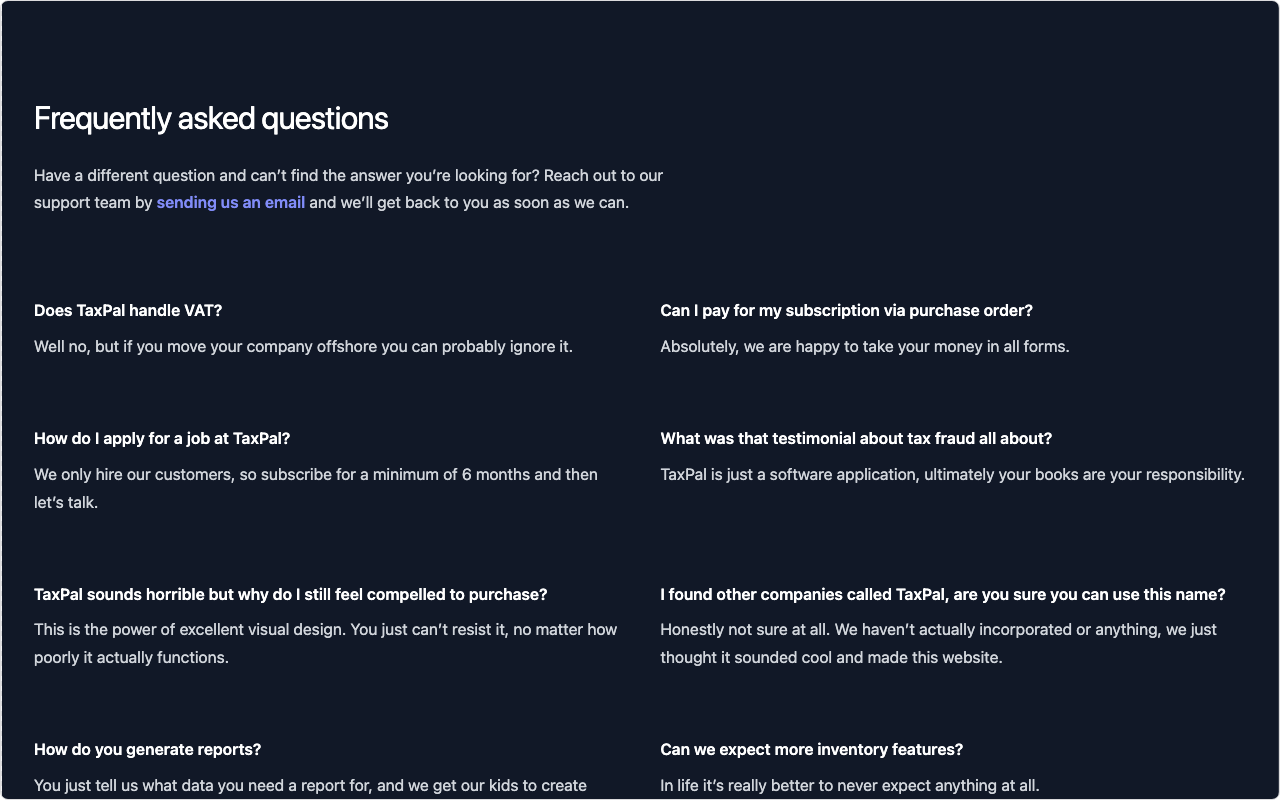 Frequently asked questions
Have a different question and can’t find the answer you’re looking for? Reach out to our
support team by sending us an email and we’ll get back to you as soon as we can.
Does TaxPal handle VAT?
Well no, but if you move your company offshore you can probably ignore it.
Can I pay for my subscription via purchase order?
Absolutely, we are happy to take your money in all forms.
How do I apply for a job at TaxPal?
We only hire our customers, so subscribe for a minimum of 6 months and then
let’s talk.
What was that testimonial about tax fraud all about?
TaxPal is just a software application, ultimately your books are your responsibility.
TaxPal sounds horrible but why do I still feel compelled to purchase?
This is the power of excellent visual design. You just can’t resist it, no matter how
poorly it actually functions.
I found other companies called TaxPal, are you sure you can use this name?
Honestly not sure at all. We haven’t actually incorporated or anything, we just
thought it sounded cool and made this website.
How do you generate reports?
You just tell us what data you need a report for, and we get our kids to create
Can we expect more inventory features?
In life it’s really better to never expect anything at all.